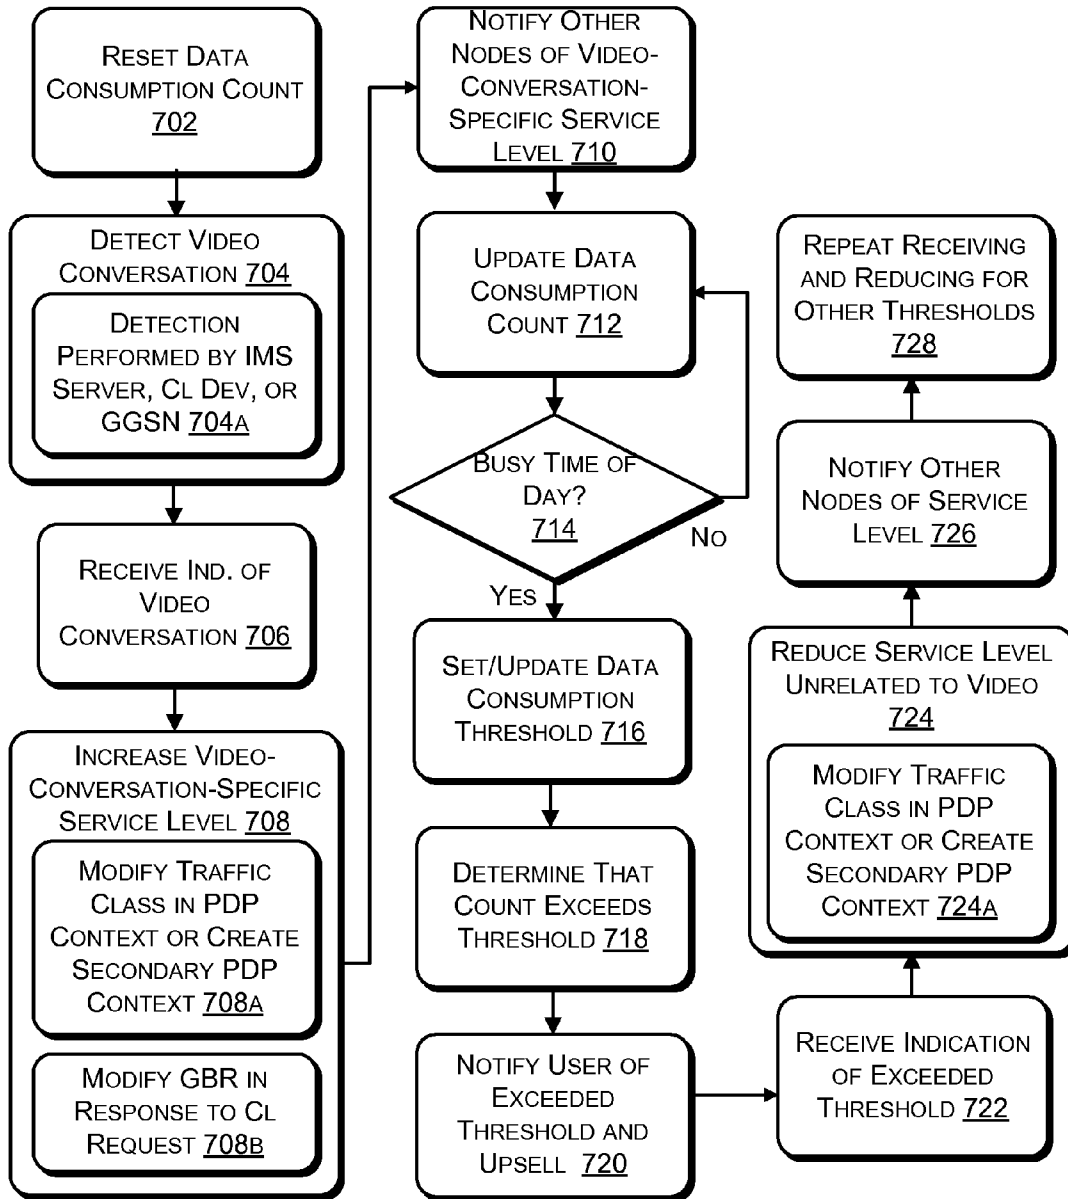 RESET DATA
CONSUMPTION COUNT
702
DETECT VIDEO
CONVERSATION 704
DETECTION
PERFORMED BY IMS
SERVER, CL DEV, OR
GGSN 704A
RECEIVE IND. OF
VIDEO
CONVERSATION 706
INCREASE VIDEO-
CONVERSATION-SPECIFIC
SERVICE LEVEL 708
MODIFY TRAFFIC
CLASS IN PDP
CONTEXT OR CREATE
SECONDARY PDP
CONTEXT 708A
MODIFY GBR IN
RESPONSE TO CL
REQUEST 708B
NOTIFY OTHER
NODES OF VIDEO-
CONVERSATION-
SPECIFIC SERVICE
LEVEL 710
UPDATE DATA
CONSUMPTION
COUNT 712
BUSY TIME OF
DAY?
714
NO
YES
SET/UPDATE DATA
CONSUMPTION
THRESHOLD 716
DETERMINE THAT
COUNT EXCEEDS
THRESHOLD 718
NOTIFY USER OF
EXCEEDED
THRESHOLD AND
UPSELL 720
RECEIVE INDICATION
OF EXCEEDED
THRESHOLD 722
REDUCE SERVICE LEVEL
UNRELATED TO VIDEO
724
MODIFY TRAFFIC
CLASS IN PDP
CONTEXT OR CREATE
SECONDARY PDP
CONTEXT 724A
NOTIFY OTHER
NODES OF SERVICE
LEVEL 726
REPEAT RECEIVING
AND REDUCING FOR
OTHER THRESHOLDS
728